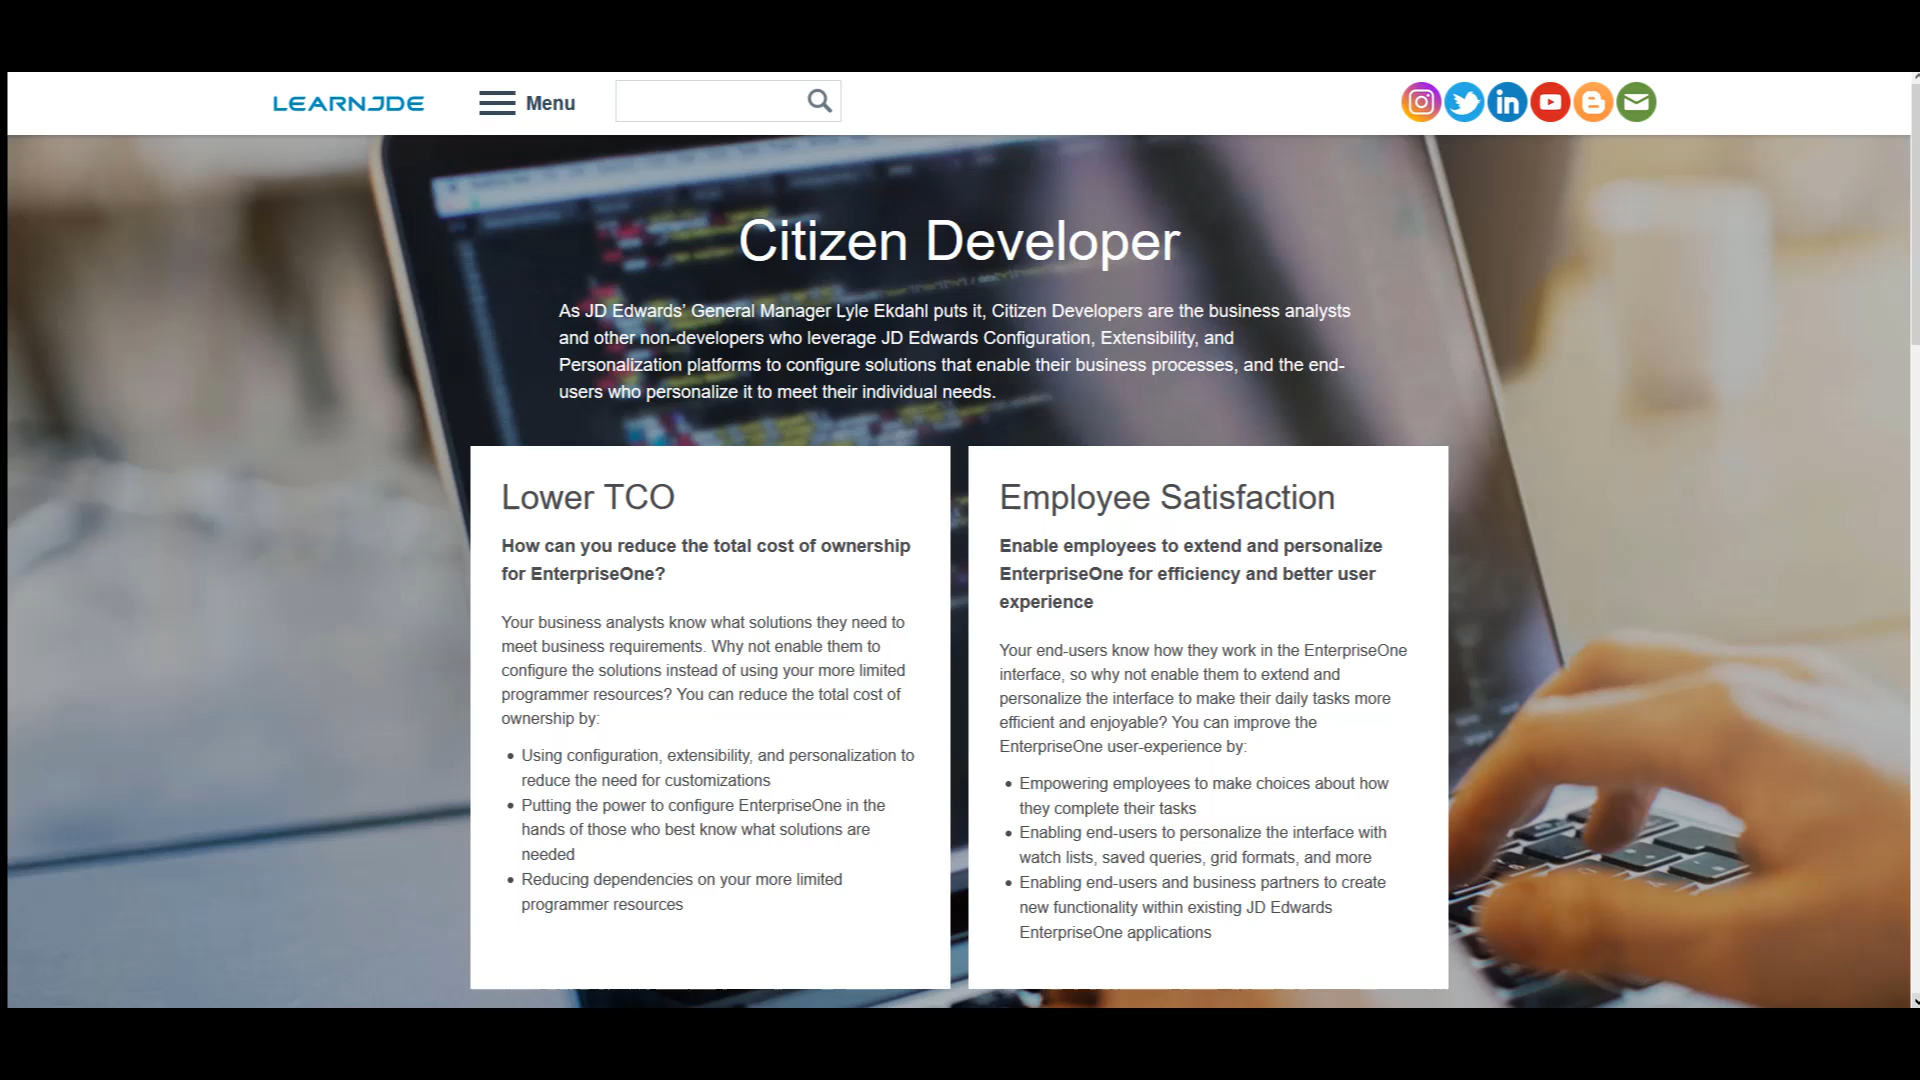 LEARNJDE
Menu
Citizen Developer
As JD Edwards’ General Manager Lyle Ekdahl puts it, Citizen Developers are the business analysts
and other non-developers who leverage JD Edwards Configuration, Extensibility, and
Personalization platforms to configure solutions that enable their business processes, and the end-
users who personalize it to meet their individual needs.
Lower TCO
How can you reduce the total cost of ownership
for EnterpriseOne?
Your business analysts know what solutions they need to
meet business requirements. Why not enable them to
configure the solutions instead of using your more limited
programmer resources? You can reduce the total cost of
ownership by:
• Using configuration, extensibility, and personalization to
reduce the need for customizations
• Putting the power to configure EnterpriseOne in the
hands of those who best know what solutions are
needed
• Reducing dependencies on your more limited
programmer resources
Employee Satisfaction
Enable employees to extend and personalize
EnterpriseOne for efficiency and better user
experience
Your end-users know how they work in the EnterpriseOne
interface, so why not enable them to extend and
personalize the interface to make their daily tasks more
efficient and enjoyable? You can improve the
EnterpriseOne user-experience by:
• Empowering employees to make choices about how
they complete their tasks
• Enabling end-users to personalize the interface with
watch lists, saved queries, grid formats, and more
• Enabling end-users and business partners to create
new functionality within existing JD Edwards
EnterpriseOne applications